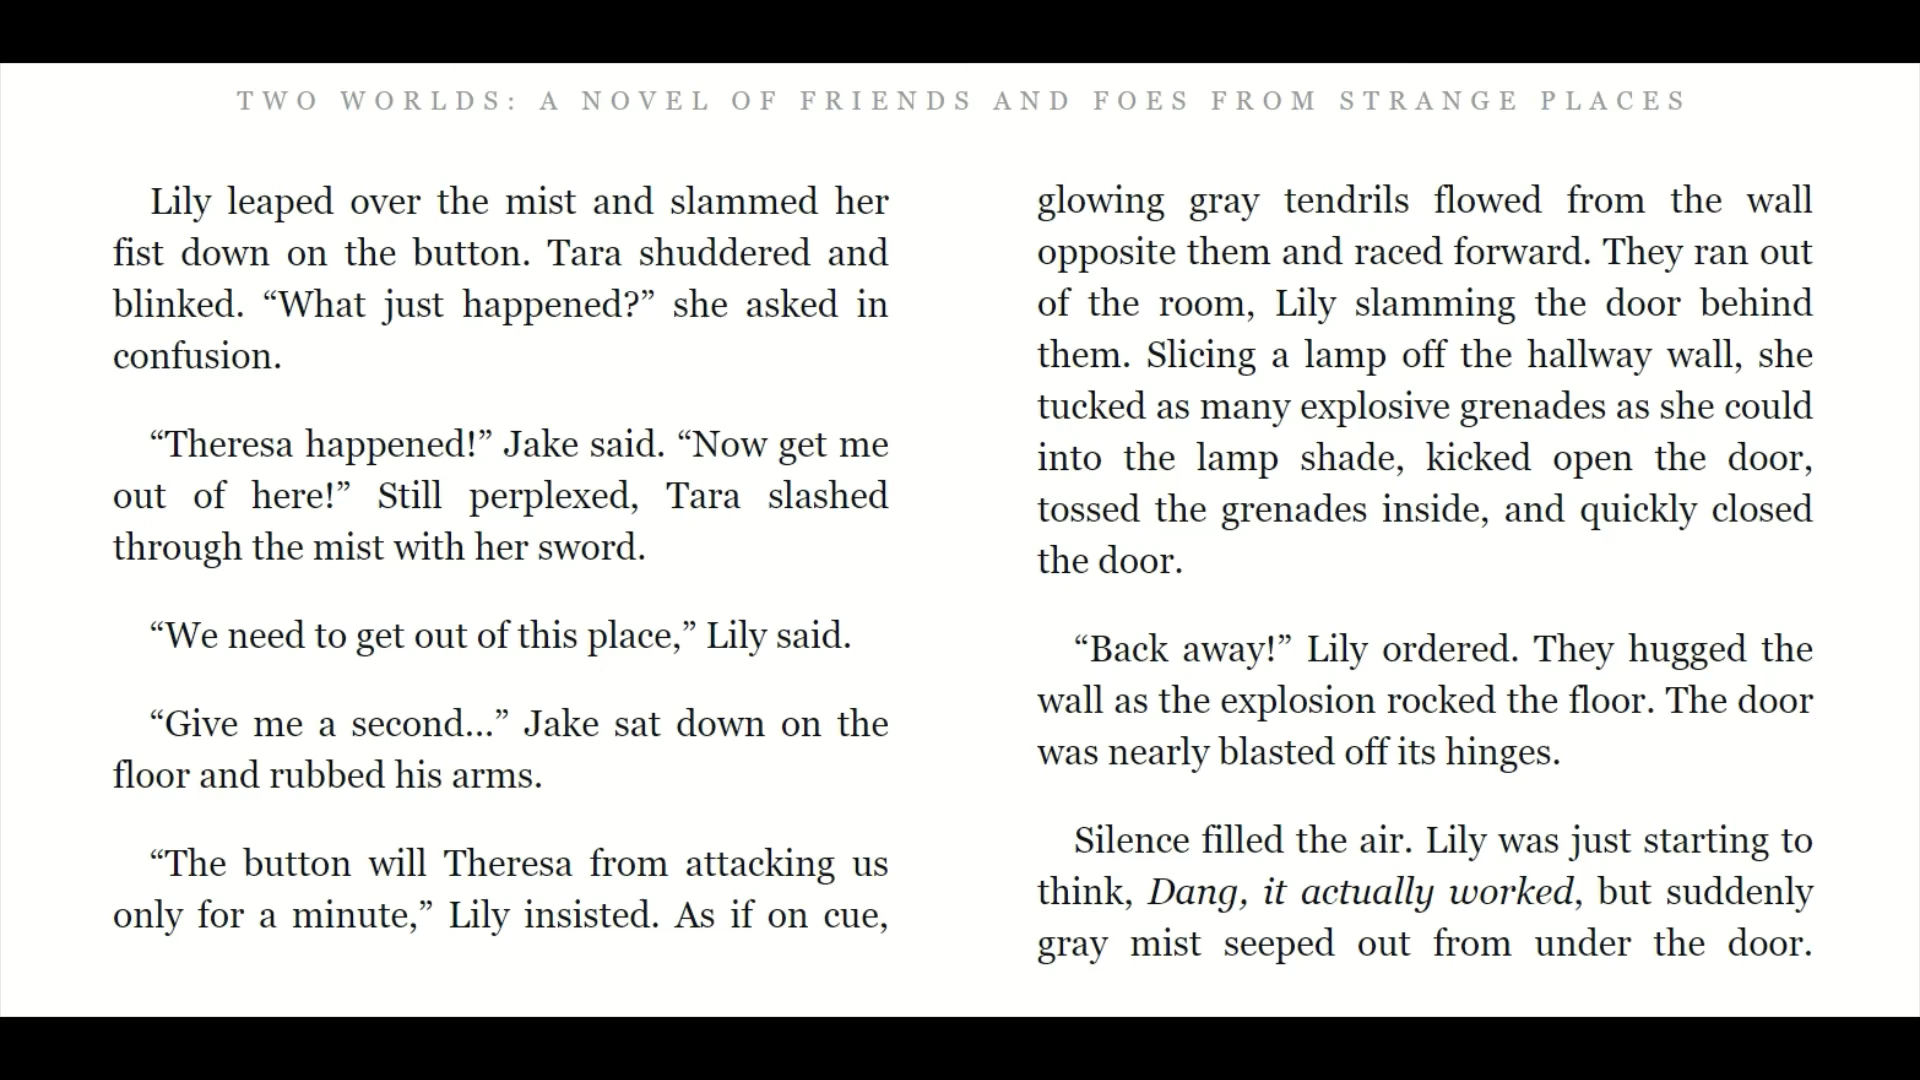 TWO WORLDS: A NOVEL OF FRIENDS AND FOES FROM STRANGE PLACES
Lily leaped over the mist and slammed her
fist down on the button. Tara shuddered and
blinked. “What just happened?” she asked in
confusion.
“Theresa happened!” Jake said. “Now get me
out of here!” Still perplexed, Tara slashed
through the mist with her sword.
“We need to get out of this place,” Lily said.
“Give me a second...” Jake sat down on the
floor and rubbed his arms.
“The button will Theresa from attacking us
only for a minute,” Lily insisted. As if on cue,
glowing gray tendrils flowed from the wall
opposite them and raced forward. They ran out
of the room, Lily slamming the door behind
them. Slicing a lamp off the hallway wall, she
tucked as many explosive grenades as she could
into the lamp shade, kicked open the door,
tossed the grenades inside, and quickly closed
the door.
“Back away!” Lily ordered. They hugged the
wall as the explosion rocked the floor. The door
was nearly blasted off its hinges.
Silence filled the air. Lily was just starting to
think, Dang, it actually worked, but suddenly
gray mist seeped out from under the door.